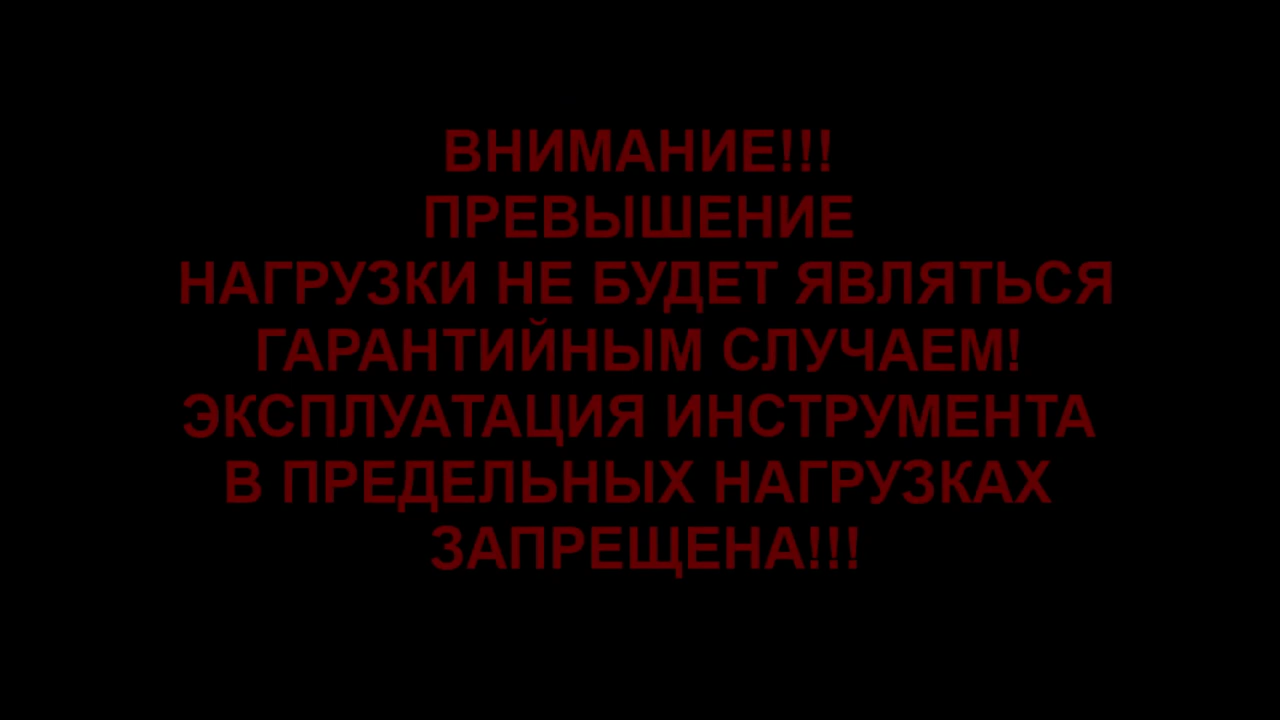 ВНИМАНИЕ!!!
ПРЕВЫШЕНИЕ
НАГРУЗКИ НЕ БУДЕТ ЯВЛЯТЬСЯ
ГАРАНТИЙНЫМ СЛУЧАЕМ!
ЭКСПЛУАТАЦИЯ ИНСТРУМЕНТА
В ПРЕДЕЛЬНЫХ НАГРУЗКАХ
ЗАПРЕЩЕНА!!!